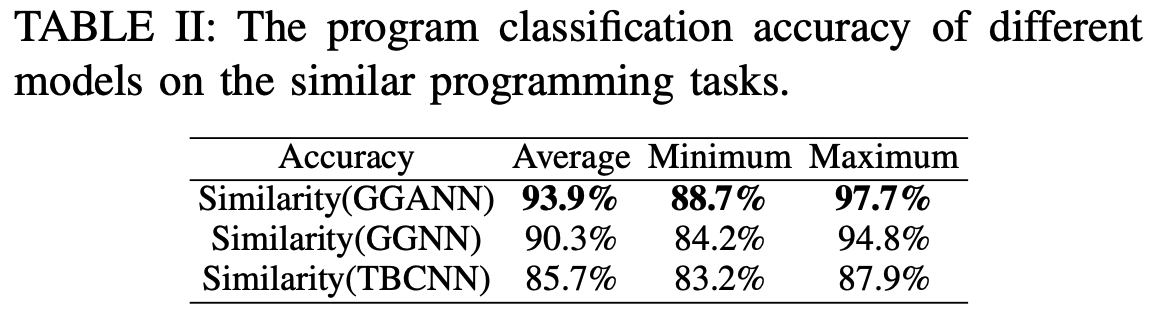 TABLE II: The program classification accuracy of different
models on the similar programming tasks.
Accuracy Average Minimum Maximum
Similarity(GGANN) 93.9% 88.7% 97.7%
Similarity(GGNN) 90.3% 84.2% 94.8%
Similarity(TBCNN) 85.7% 83.2% 87.9%